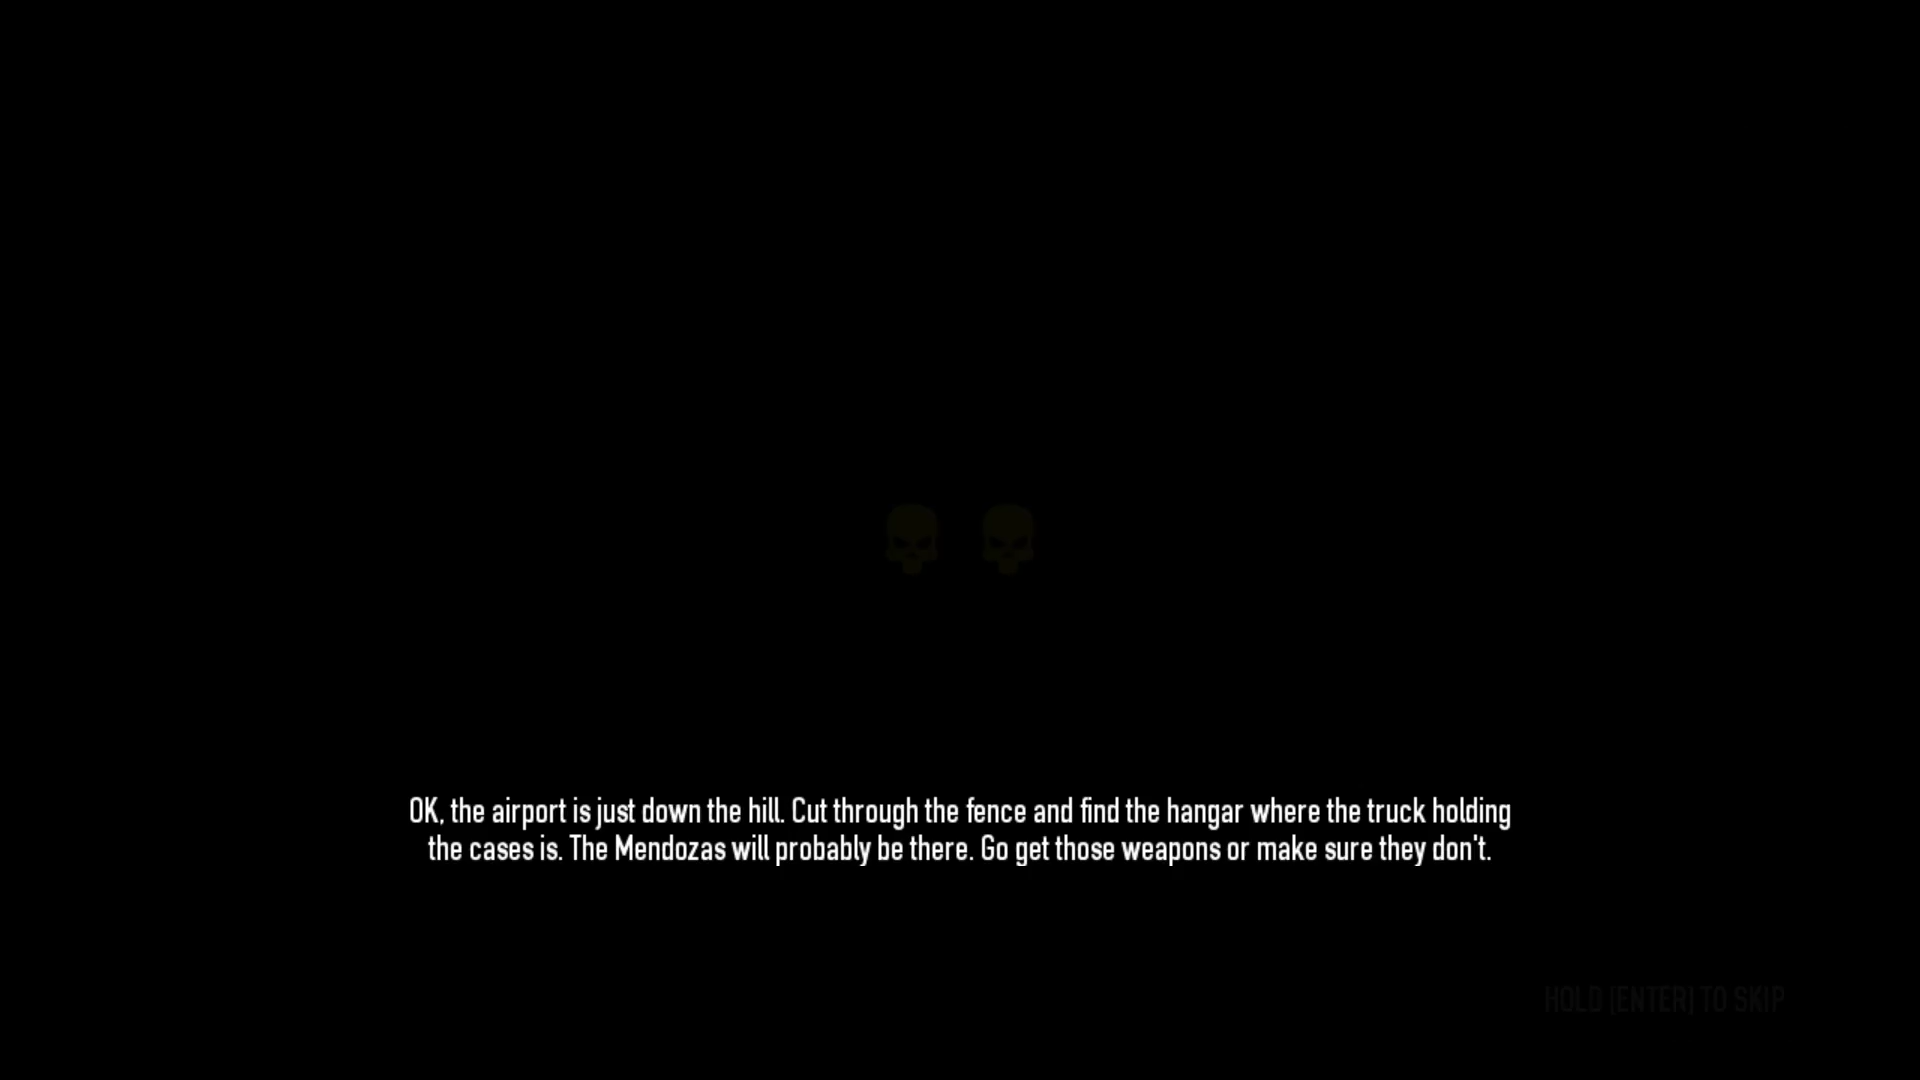 OK, the airport is just down the hill. Cut through the fence and find the hangar where the truck holding
the cases is. The Mendozas will probably be there. Go get those weapons or make sure they don't.
HOLD [ENTER] TO SKIP